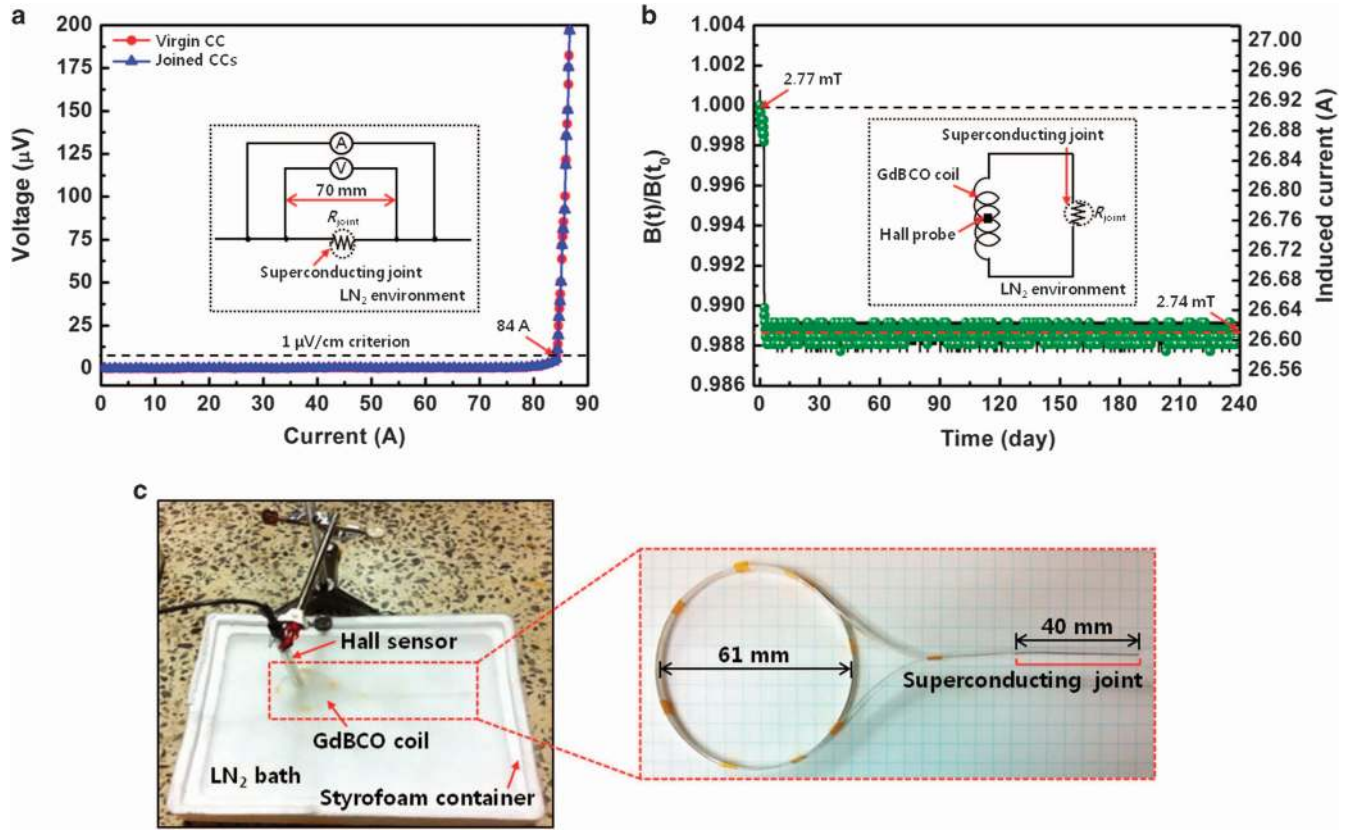 a
200
175
150
125
100
75
50
25
0
Voltage (µV)
Virgin CC
Joined CCs
A
V
70 mm
Rjoint
Superconducting joint
LN2 environment
84 A
1 µV/cm criterion
0 10 20 30 40 50 60 70 80 90
Current (A)
b
1.004
1.002
1.000
0.998
0.996
0.994
0.992
0.990
0.988
0.986
B(t)/B(t0)
2.77 mT
Superconducting joint
GdBCO coil
Rjoint
Hall probe
LN2 environment
2.74 mT
27.00
26.96
26.92
26.88
26.84
26.80
26.76
26.72
26.68
26.64
26.60
26.56
Induced current (A)
0 30 60 90 120 150 180 210 240
Time (day)
c
Hall sensor
GdBCO coil
LN2 bath
Styrofoam container
61 mm
40 mm
Superconducting joint